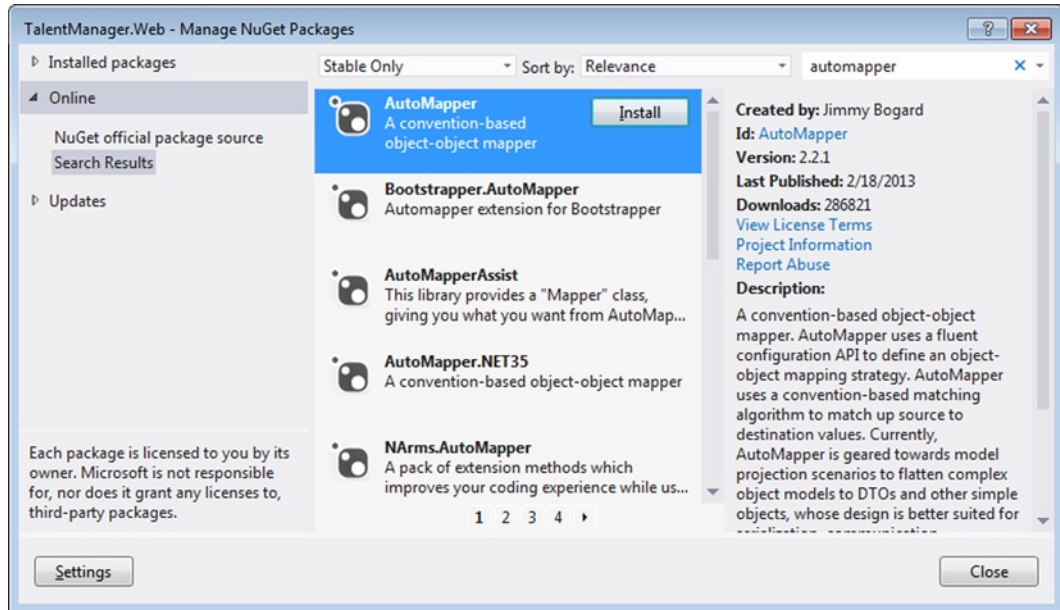 TalentManager.Web - Manage NuGet Packages
Installed packages
Online
NuGet official package source
Search Results
Updates
Each package is licensed to you by its
owner. Microsoft is not responsible
for, nor does it grant any licenses to,
third-party packages.
Stable Only
Sort by: Relevance
AutoMapper
A convention-based
object-object mapper
Install
Bootstrapper.AutoMapper
Automapper extension for Bootstrapper
AutoMapperAssist
This library provides a "Mapper" class,
giving you what you want from AutoMap...
AutoMapper.NET35
A convention-based object-object mapper
NArms.AutoMapper
A pack of extension methods which
improves your coding experience while us...
1 2 3 4
automapper
Created by: Jimmy Bogard
Id: AutoMapper
Version: 2.2.1
Last Published: 2/18/2013
Downloads: 286821
View License Terms
Project Information
Report Abuse
Description:
A convention-based object-object
mapper. AutoMapper uses a fluent
configuration API to define an object-
object mapping strategy. AutoMapper
uses a convention-based matching
algorithm to match up source to
destination values. Currently,
AutoMapper is geared towards model
projection scenarios to flatten complex
object models to DTOs and other simple
objects, whose design is better suited for
Settings
Close